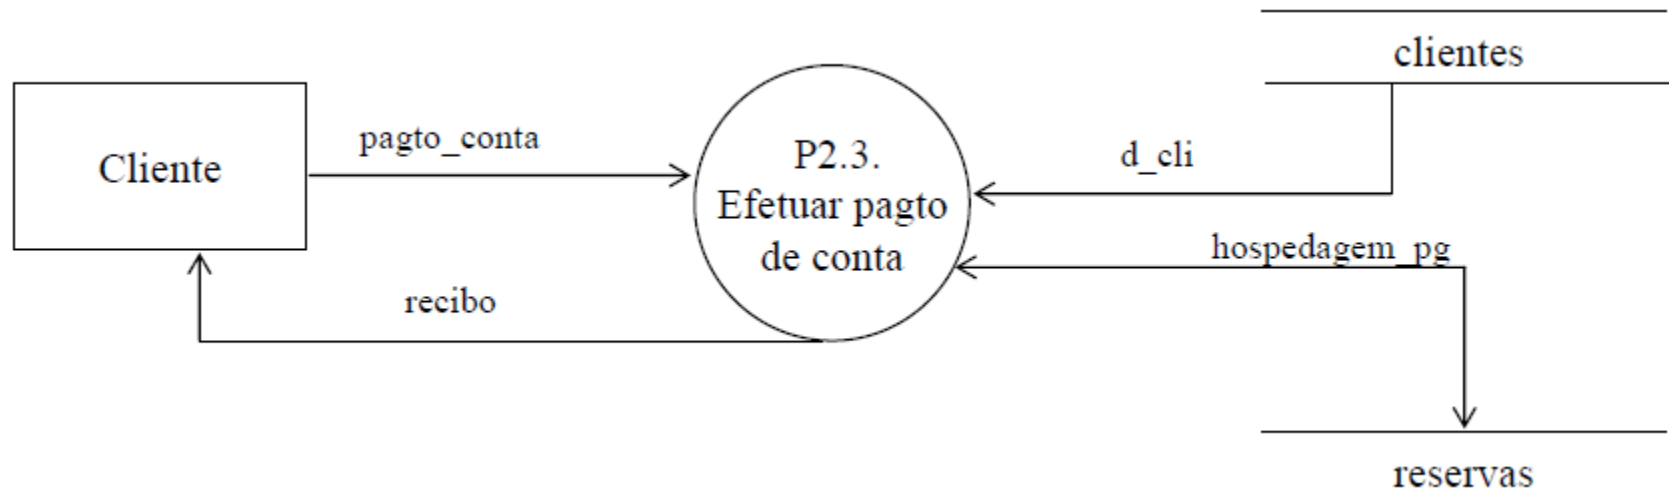 clientes
Cliente
pagto_conta
P2.3.
Efetuar pagto
de conta
d_cli
hospedagem_pg
recibo
reservas